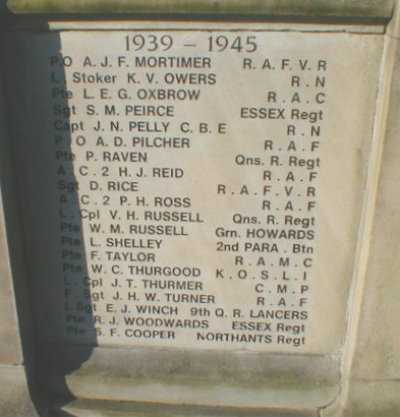 1939 - 1945
P.O A. J. F. MORTIMER R. A. F. V. R
L. Stoker K. V. OWERS R. N
Pte L. E. G. OXBROW R. A. C
Sgt S. M. PEIRCE ESSEX Regt
Capt J. N. PELLY C. B. E R. N
P. O A. D. PILCHER R. A. F
Pte P. RAVEN Qns. R. Regt
A. C. 2 H. J. REID R. A. F
Sgt D. RICE R. A. F. V. R
A. C. 2 P. H. ROSS R. A. F
L. Cpl V. H. RUSSELL Qns. R. Regt
Pte W. M. RUSSELL Grn. HOWARDS
Pte L. SHELLEY 2nd PARA. Btn
Pte F. TAYLOR R. A. M. C
Pte W. C. THURGOOD K. O. S. L. I
L. Cpl J. T. THURMER C. M. P
F. Sgt J. H. W. TURNER R. A. F
L. Sgt E. J. WINCH 9th Q. R. LANCERS
Pte R. J. WOODWARDS ESSEX Regt
Pte S. F. COOPER NORTHANTS Regt